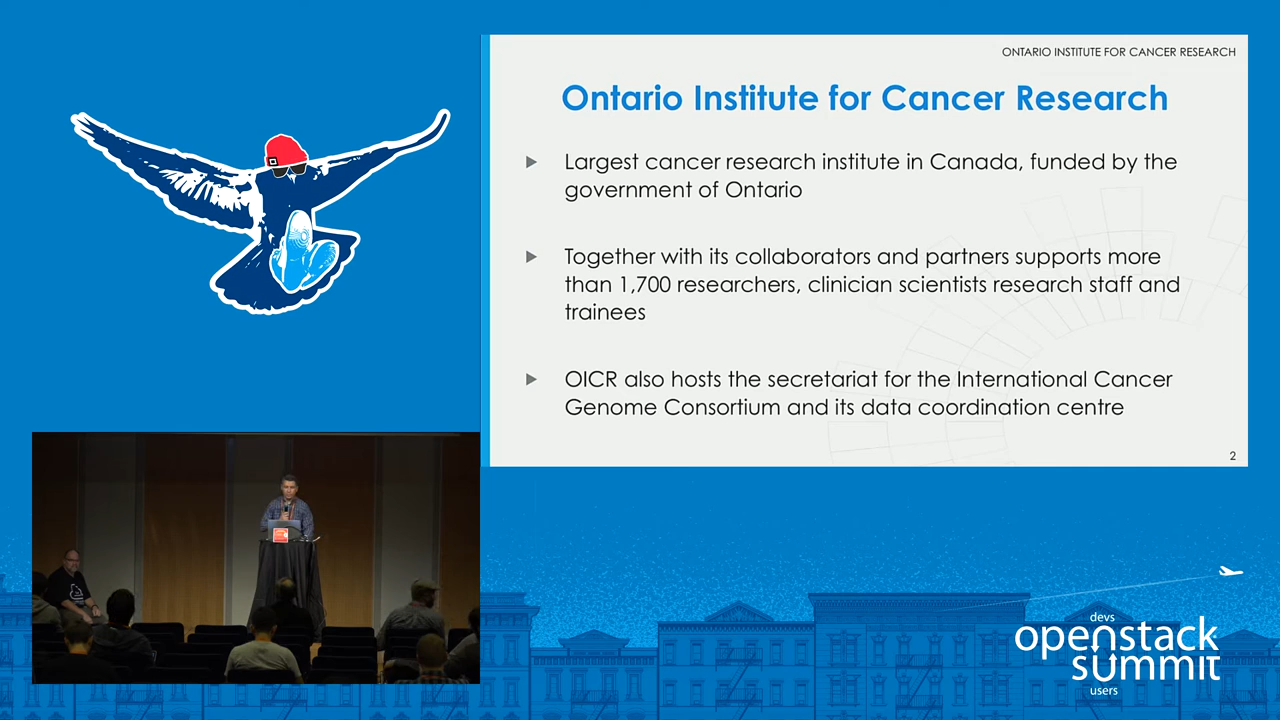 ONTARIO INSTITUTE FOR CANCER RESEARCH
Ontario Institute for Cancer Research
Largest cancer research institute in Canada, funded by the
government of Ontario
Together with its collaborators and partners supports more
than 1,700 researchers, clinician scientists research staff and
trainees
OICR also hosts the secretariat for the International Cancer
Genome Consortium and its data coordination centre
2
devs
openstack
summit
users